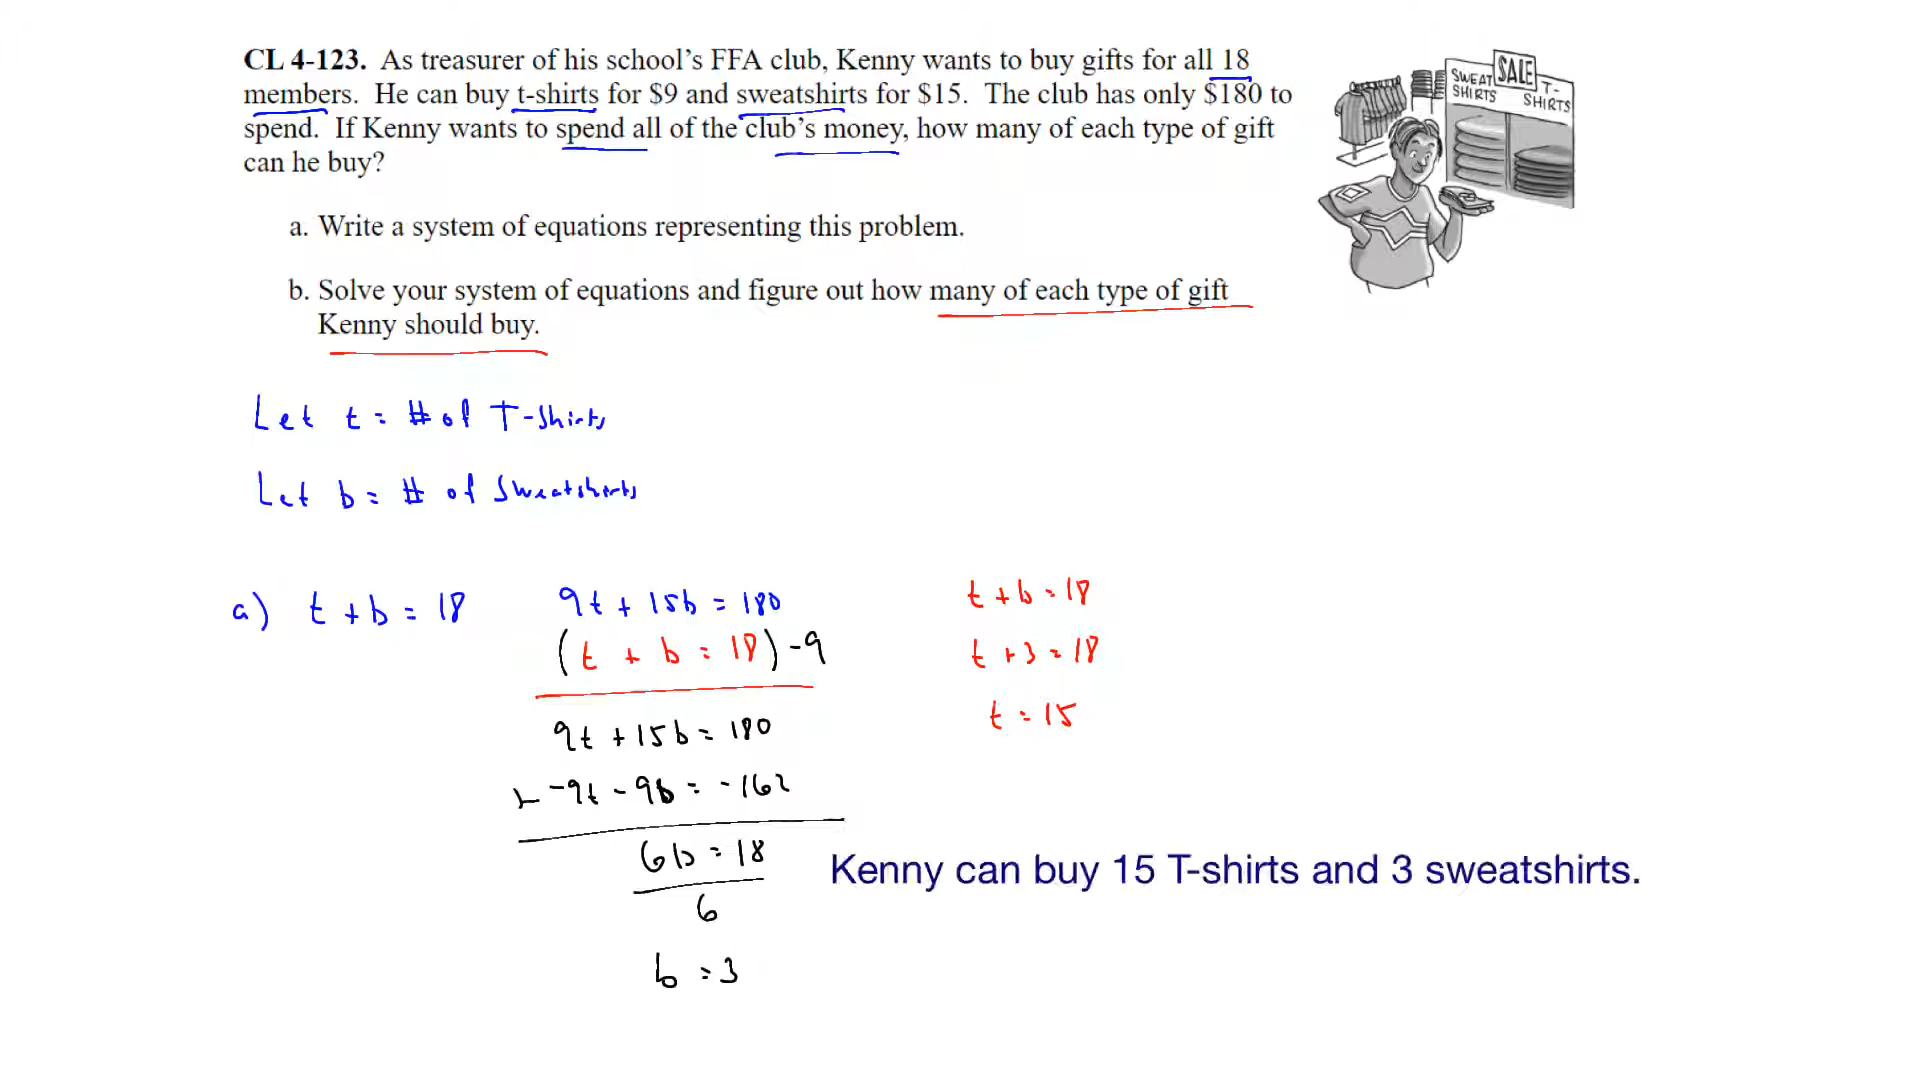 CL 4-123. As treasurer of his school's FFA club, Kenny wants to buy gifts for all 18
members. He can buy t-shirts for $9 and sweatshirts for $15. The club has only $180 to
spend. If Kenny wants to spend all of the club's money, how many of each type of gift
can he buy?
SALE
SWEAT
SHIRTS
T-
SHIRTS
a. Write a system of equations representing this problem.
b. Solve your system of equations and figure out how many of each type of gift
Kenny should buy.
Let t = # of T-shirts
Let b = # of Sweatshirts
a) t + b = 18
9t + 15b = 180
(t + b = 18) -9
9t + 15b = 180
+ -9t - 9b = -162
6b = 18
6
b = 3
t + b = 18
t + 3 = 18
t = 15
Kenny can buy 15 T-shirts and 3 sweatshirts.